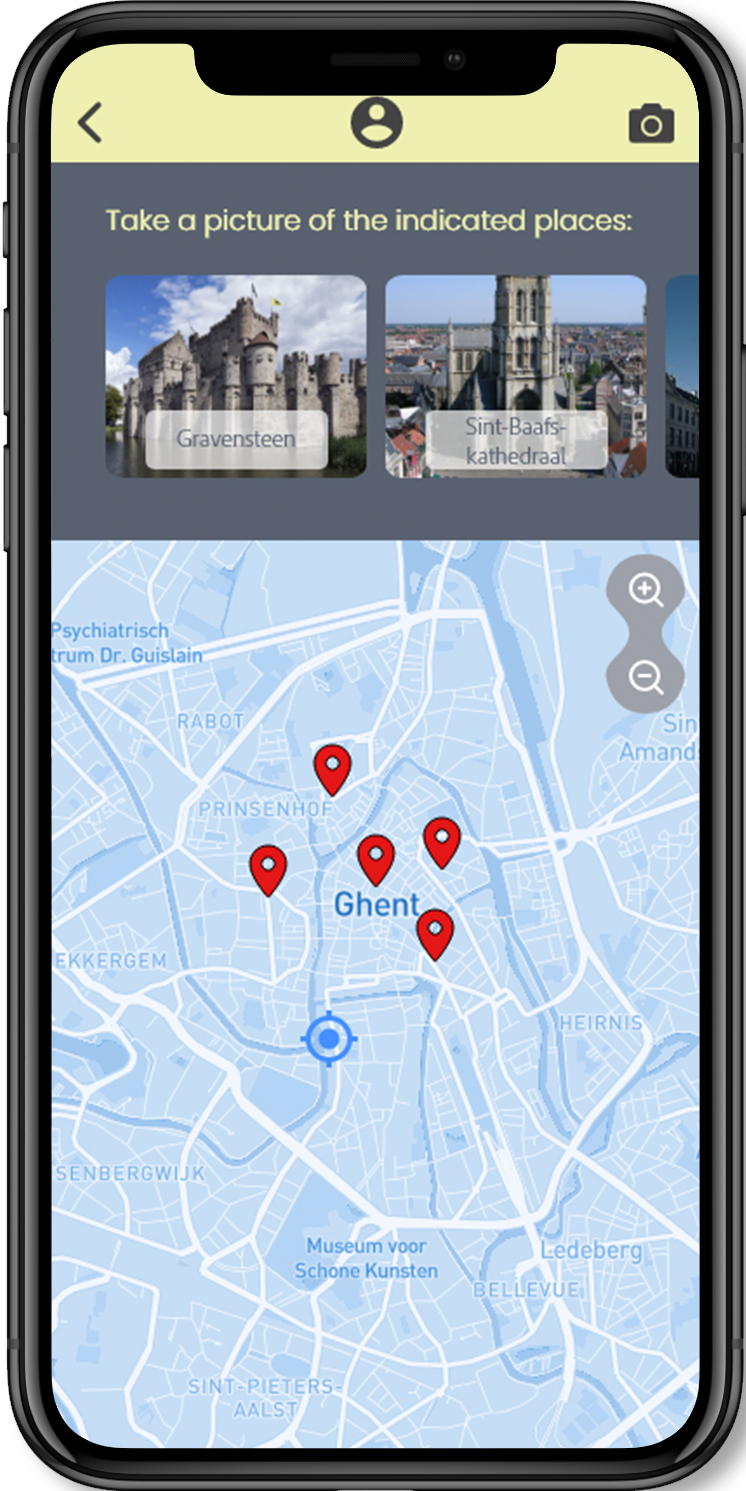 Take a picture of the indicated places:
Gravensteen
Sint-Baafs-
kathedraal
Psychiatrisch
trum Dr. Guislain
RABOT
Sin
Amands
PRINSENHOF
Ghent
EKKERGEM
HEIRNIS
SENBERGWIJK
Museum voor
Schone Kunsten
Ledeberg
BELLEVUE
SINT-PIETERS-
AALST